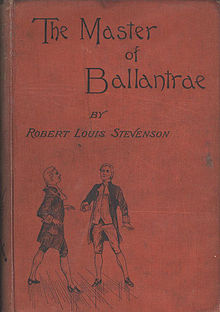 The Master
of
Ballantrae
BY
ROBERT LOUIS STEVENSON